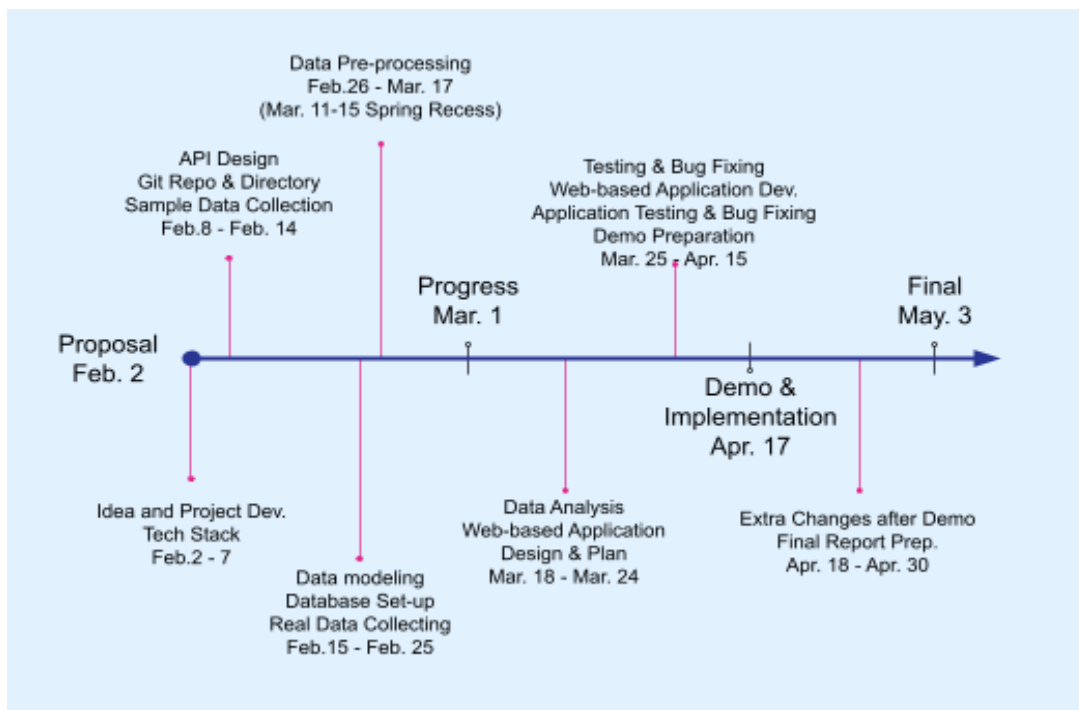 Data Pre-processing
Feb.26 - Mar. 17
(Mar. 11-15 Spring Recess)
API Design
Git Repo & Directory
Sample Data Collection
Feb.8 - Feb. 14
Testing & Bug Fixing
Web-based Application Dev.
Application Testing & Bug Fixing
Demo Preparation
Mar. 25 - Apr. 15
Progress
Mar. 1
Final
May. 3
Proposal
Feb. 2
Demo &
Implementation
Apr. 17
Idea and Project Dev.
Tech Stack
Feb.2 - 7
Data modeling
Database Set-up
Real Data Collecting
Feb.15 - Feb. 25
Data Analysis
Web-based Application
Design & Plan
Mar. 18 - Mar. 24
Extra Changes after Demo
Final Report Prep.
Apr. 18 - Apr. 30